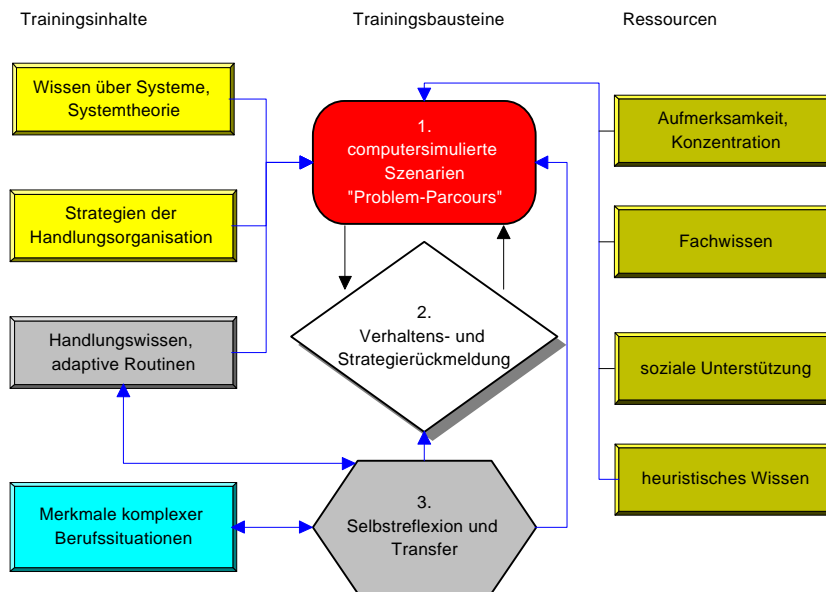 Trainingsinhalte
Trainingsbausteine
Ressourcen
Wissen über Systeme,
Systemtheorie
Strategien der
Handlungsorganisation
Handlungswissen,
adaptive Routinen
Merkmale komplexer
Berufssituationen
1.
computersimulierte
Szenarien
"Problem-Parcours"
2.
Verhaltens- und
Strategierückmeldung
3.
Selbstreflexion und
Transfer
Aufmerksamkeit,
Konzentration
Fachwissen
soziale Unterstützung
heuristisches Wissen